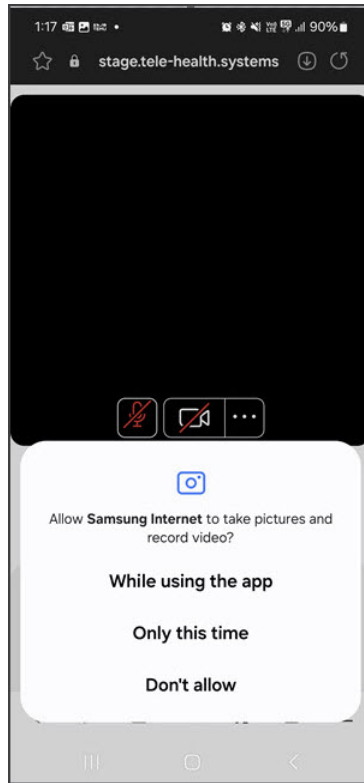 1:17
90%
stage.tele-health.systems
Allow Samsung Internet to take pictures and
record video?
While using the app
Only this time
Don't allow